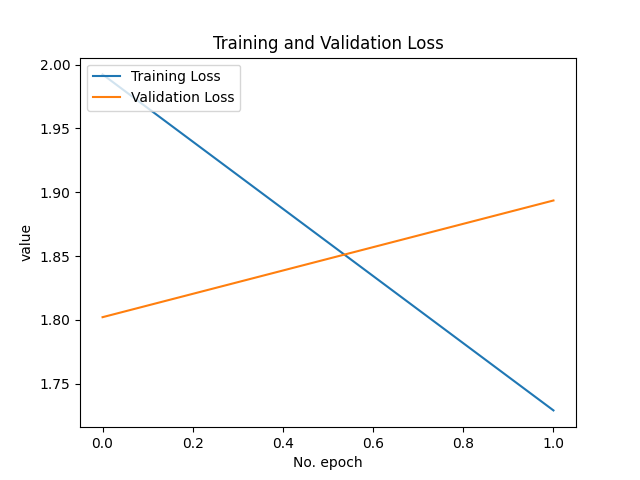 Training and Validation Loss
Training Loss
Validation Loss
2.00
1.95
1.90
1.85
1.80
1.75
value
0.0 0.2 0.4 0.6 0.8 1.0
No. epoch